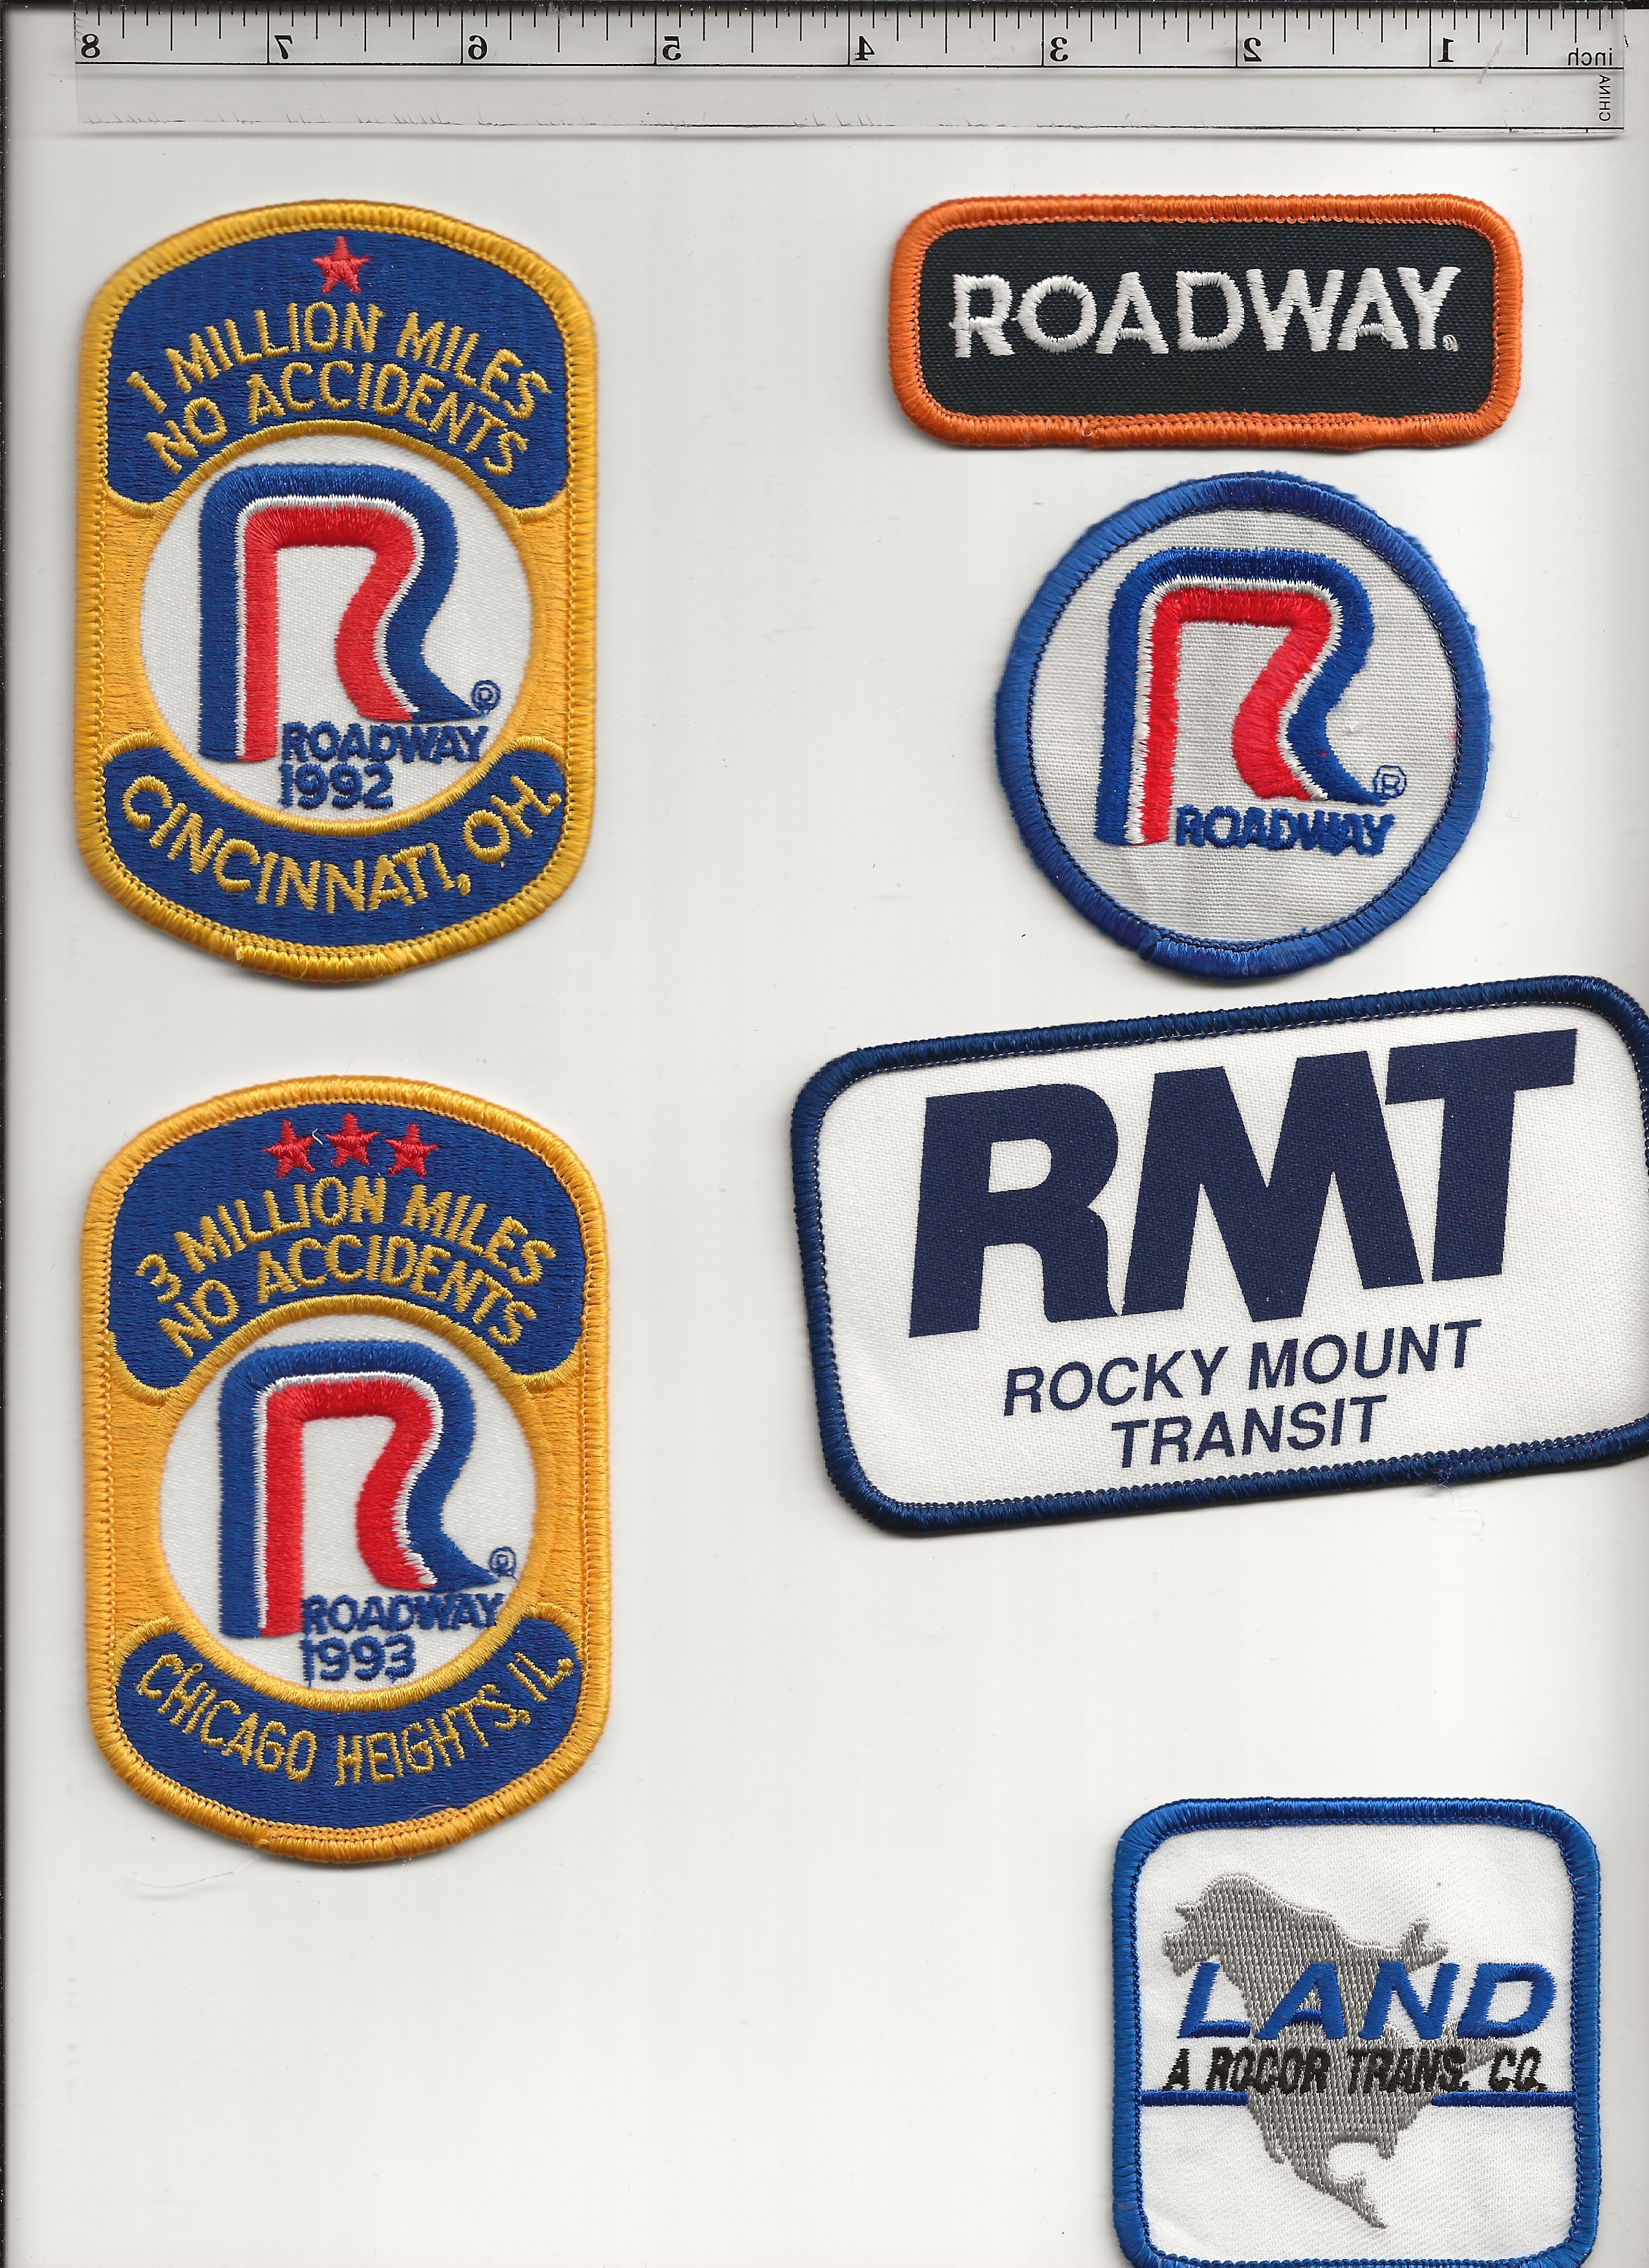 8 7 6 5 4 3 2 1 inch
CHINA
1 MILLION MILES
NO ACCIDENTS
R®
ROADWAY
1992
CINCINNATI, OH.
3 MILLION MILES
NO ACCIDENTS
R®
ROADWAY
1993
CHICAGO HEIGHTS, IL.
ROADWAY®
R®
ROADWAY
RMT
ROCKY MOUNT
TRANSIT
LAND
A ROCOR TRANS. CO.